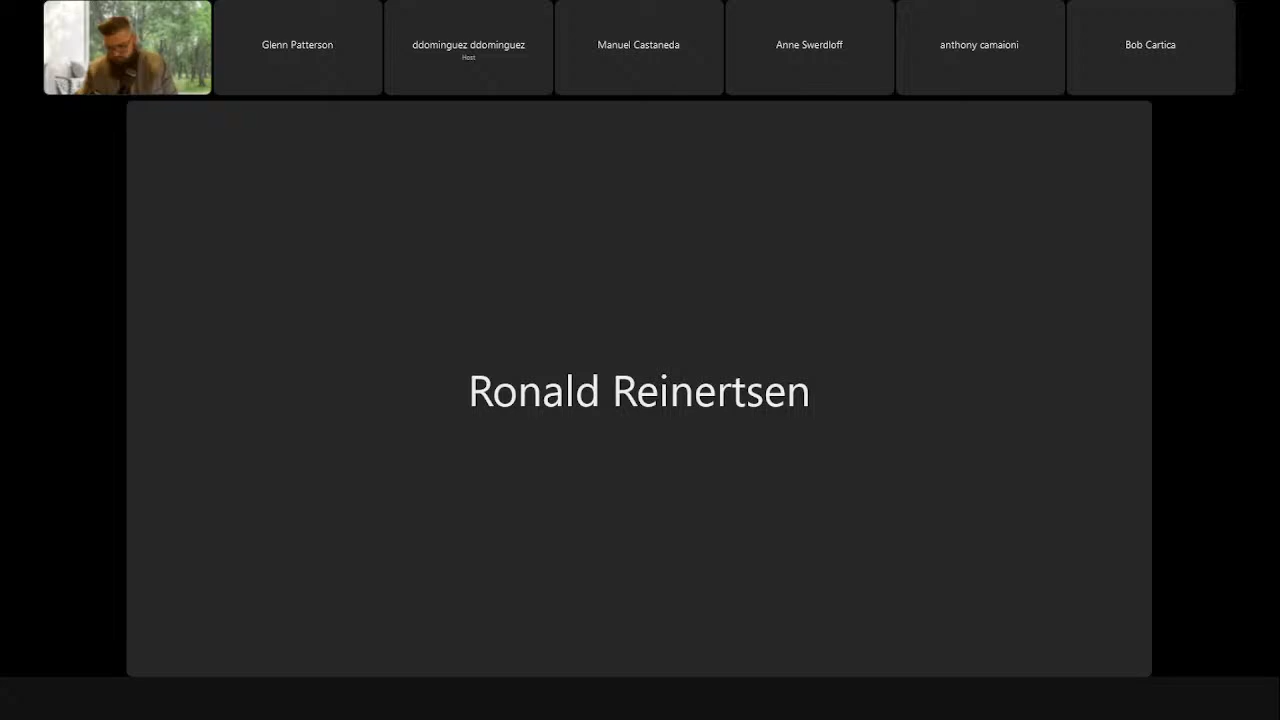 Glenn Patterson
ddominguez ddominguez
Host
Manuel Castaneda
Anne Swerdloff
anthony camaioni
Bob Cartica
Ronald Reinertsen